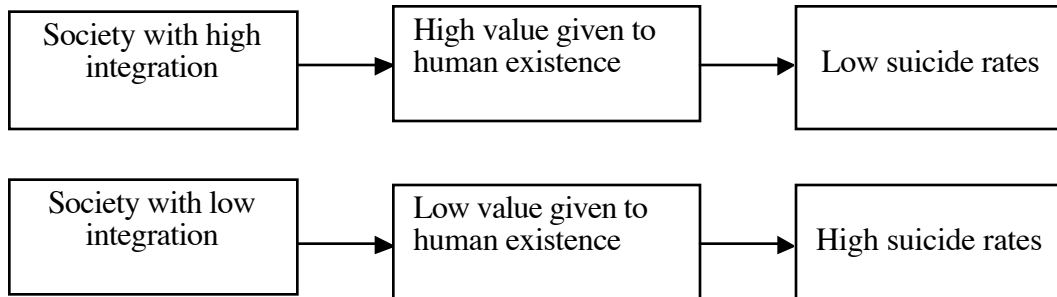 Society with high
integration
High value given to
human existence
Low suicide rates
Society with low
integration
Low value given to
human existence
High suicide rates